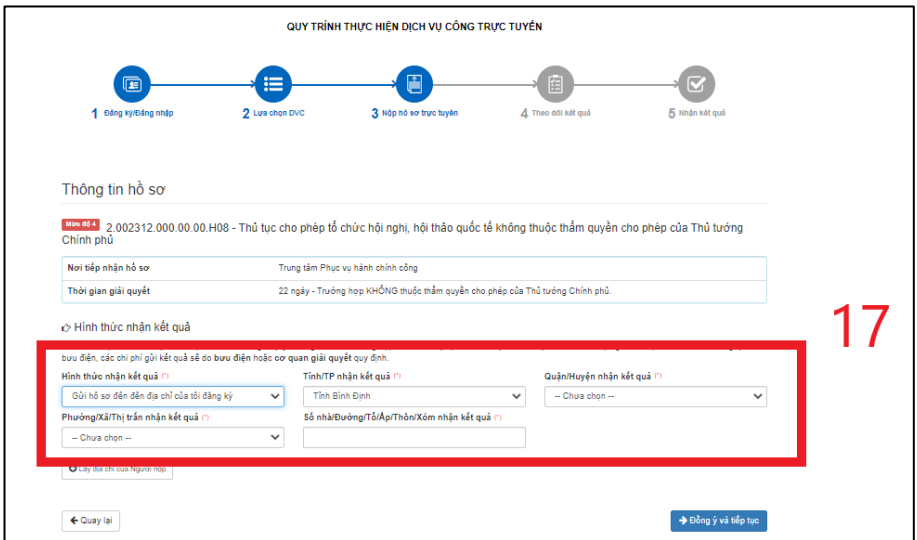 QUY TRÌNH THỰC HIỆN DỊCH VỤ CÔNG TRỰC TUYẾN
1 Đăng ký/Đăng nhập
2 Lựa chọn DVC
3 Nộp hồ sơ trực tuyến
4 Theo dõi kết quả
5 Nhận kết quả
Thông tin hồ sơ
Mức độ 4 2.002312.000.00.00.H08 - Thủ tục cho phép tổ chức hội nghị, hội thảo quốc tế không thuộc thẩm quyền cho phép của Thủ tướng
Chính phủ
Nơi tiếp nhận hồ sơ Trung tâm Phục vụ hành chính công
Thời gian giải quyết 22 ngày - Trường hợp KHÔNG thuộc thẩm quyền cho phép của Thủ tướng Chính phủ.
Hình thức nhận kết quả
17
bưu điện, các chi phí gửi kết quả sẽ do bưu điện hoặc cơ quan giải quyết quy định.
Hình thức nhận kết quả (*) Tỉnh/TP nhận kết quả (*) Quận/Huyện nhận kết quả (*)
Gửi hồ sơ đến đến địa chỉ của tôi đăng ký Tỉnh Bình Định -- Chưa chọn --
Phường/Xã/Thị trấn nhận kết quả (*) Số nhà/Đường/Tổ/Ấp/Thôn/Xóm nhận kết quả (*)
-- Chưa chọn --
Lấy địa chỉ của Người nộp
Quay lại Đồng ý và tiếp tục